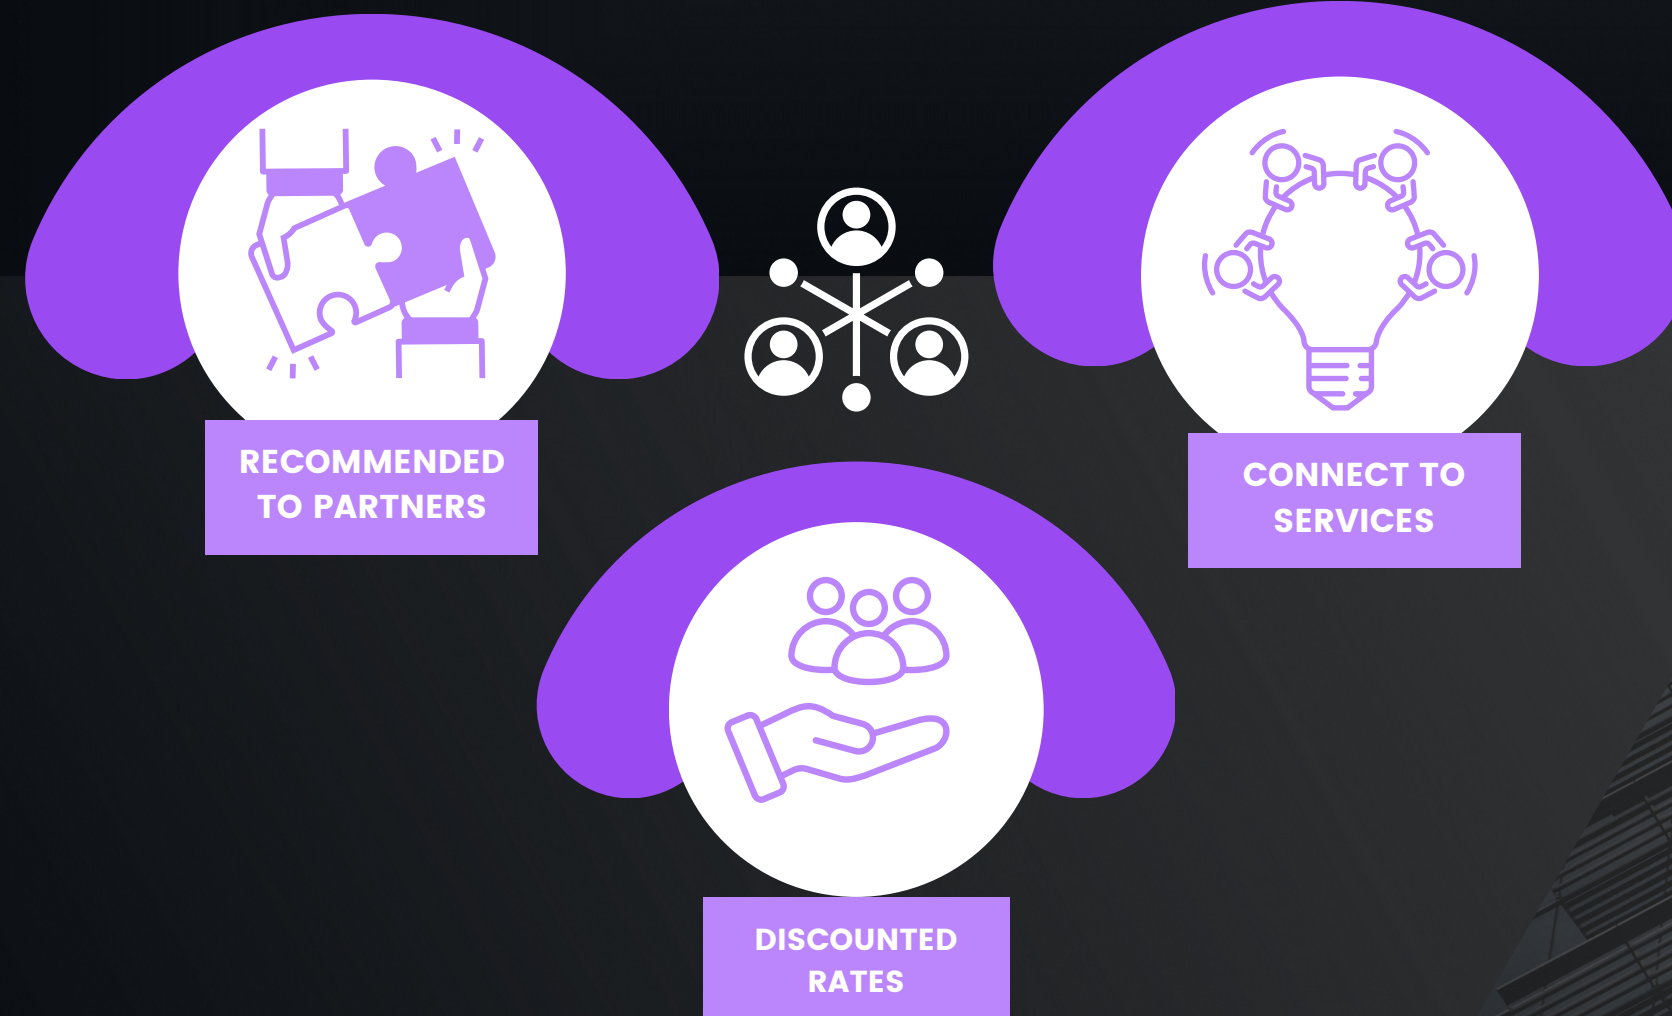 RECOMMENDED
TO PARTNERS
CONNECT TO
SERVICES
DISCOUNTED
RATES